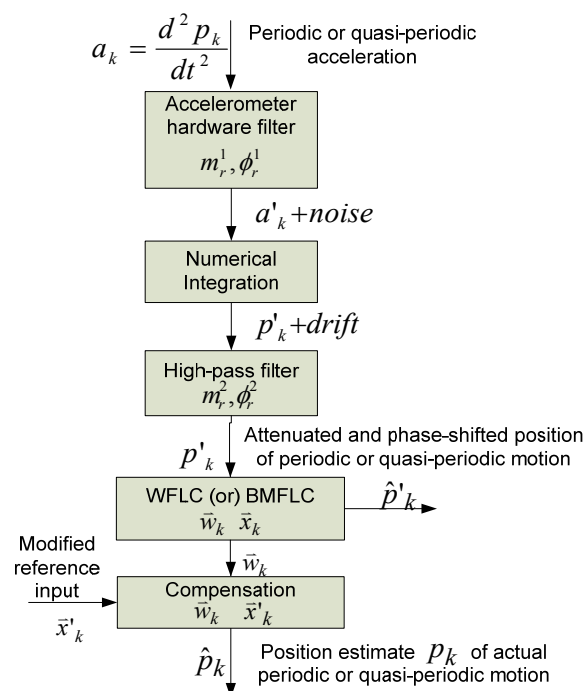 a_k = d² p_k / dt²
Periodic or quasi-periodic
acceleration
Accelerometer
hardware filter
m_r^1, ϕ_r^1
a'_k + noise
Numerical
Integration
p'_k + drift
High-pass filter
m_r^2, ϕ_r^2
p'_k
Attenuated and phase-shifted position
of periodic or quasi-periodic motion
WFLC (or) BMFLC
w⃗_k x⃗_k
p̂'_k
w⃗_k
Modified
reference
input
x⃗'_k
Compensation
w⃗_k x⃗'_k
p̂_k
Position estimate p_k of actual
periodic or quasi-periodic motion